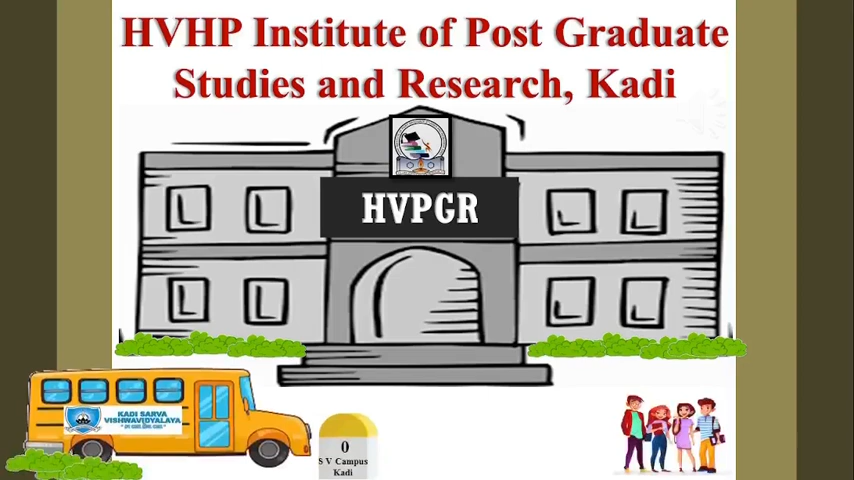 HVHP Institute of Post Graduate
Studies and Research, Kadi
HVPGR
KADI SARVA
VISHWAVIDYALAYA
0
S V Campus
Kadi